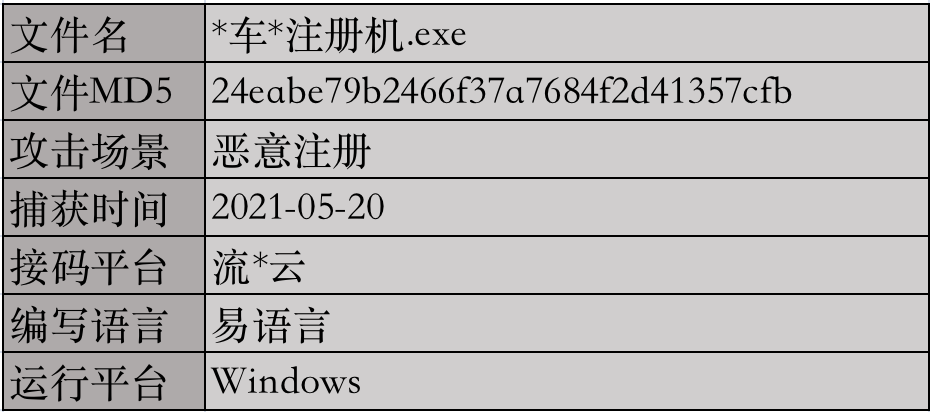 文件名 *车*注册机.exe
文件MD5 24eabe79b2466f37a7684f2d41357cfb
攻击场景 恶意注册
捕获时间 2021-05-20
接码平台 流*云
编写语言 易语言
运行平台 Windows